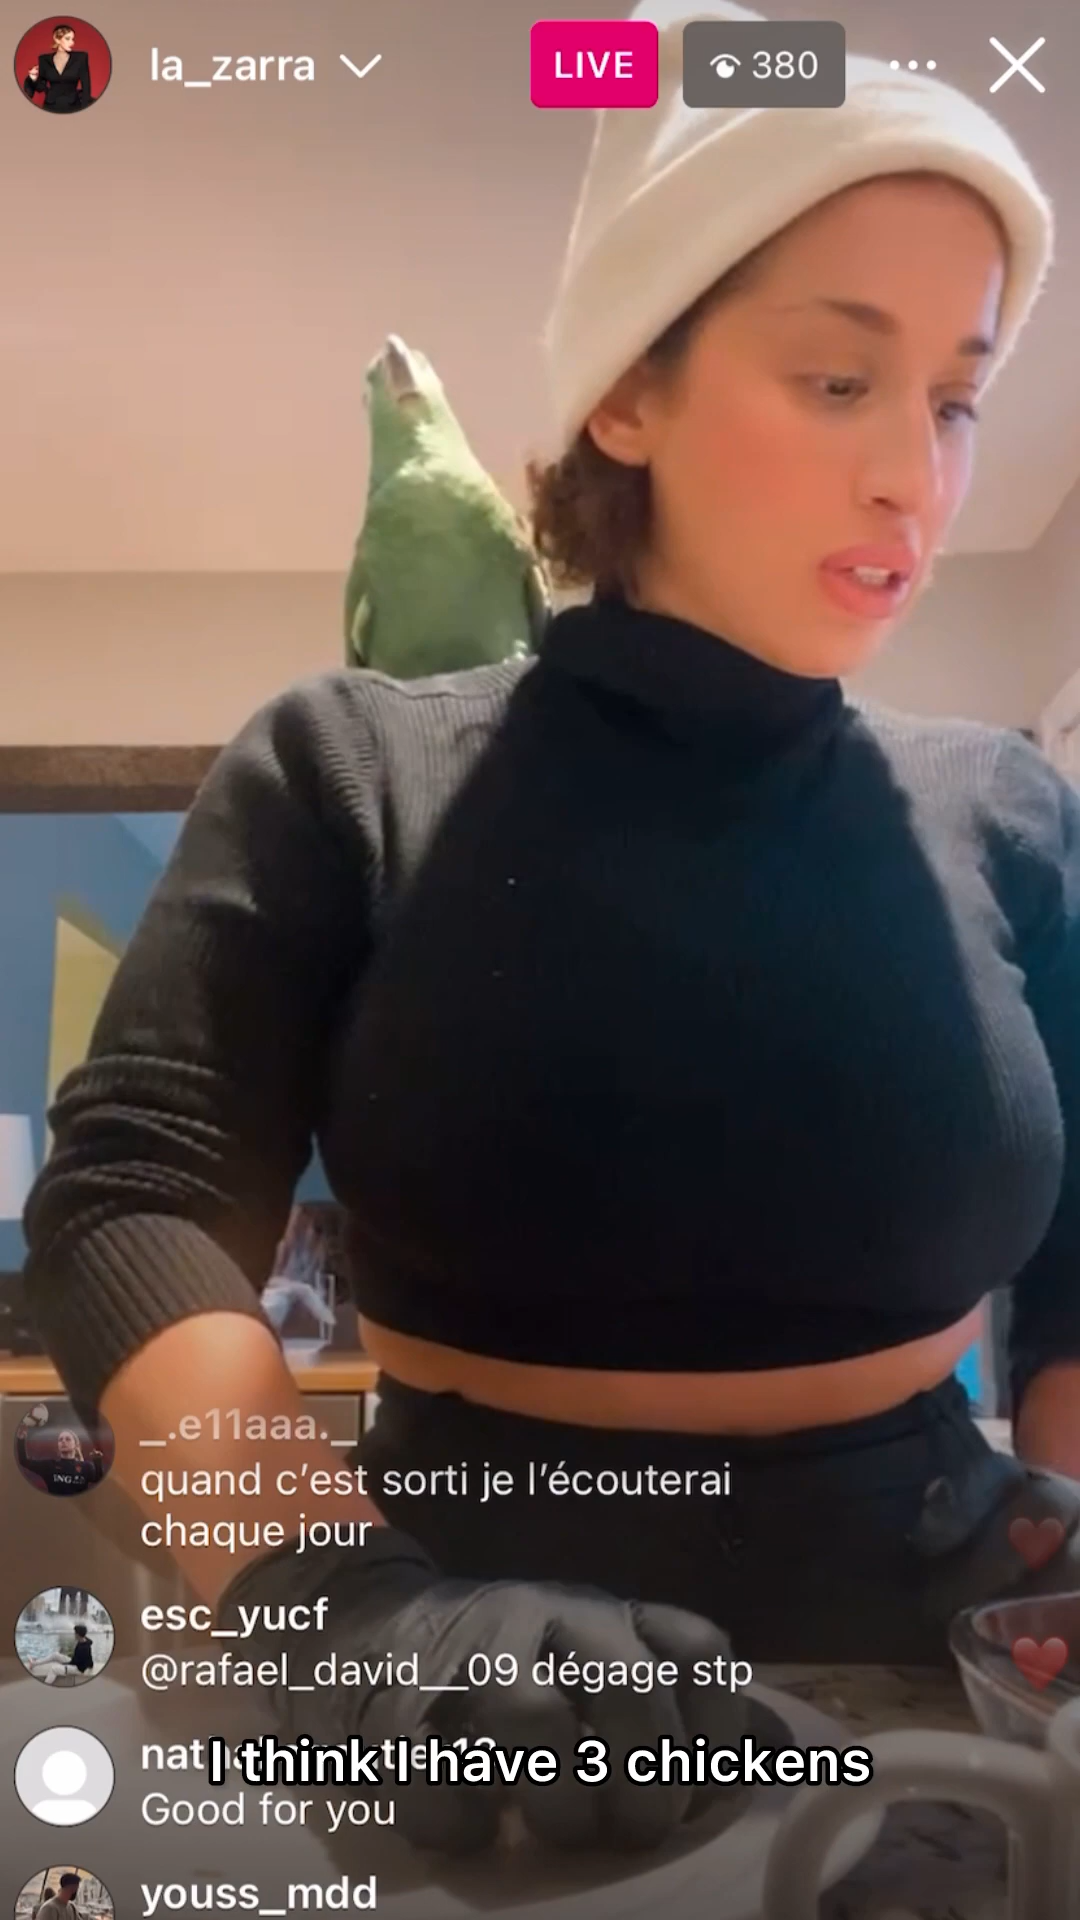 la_zarra
LIVE
380
_.e11aaa._
quand c’est sorti je l’écouterai
chaque jour
esc_yucf
@rafael_david__09 dégage stp
I think I have 3 chickens
Good for you
youss_mdd
ING